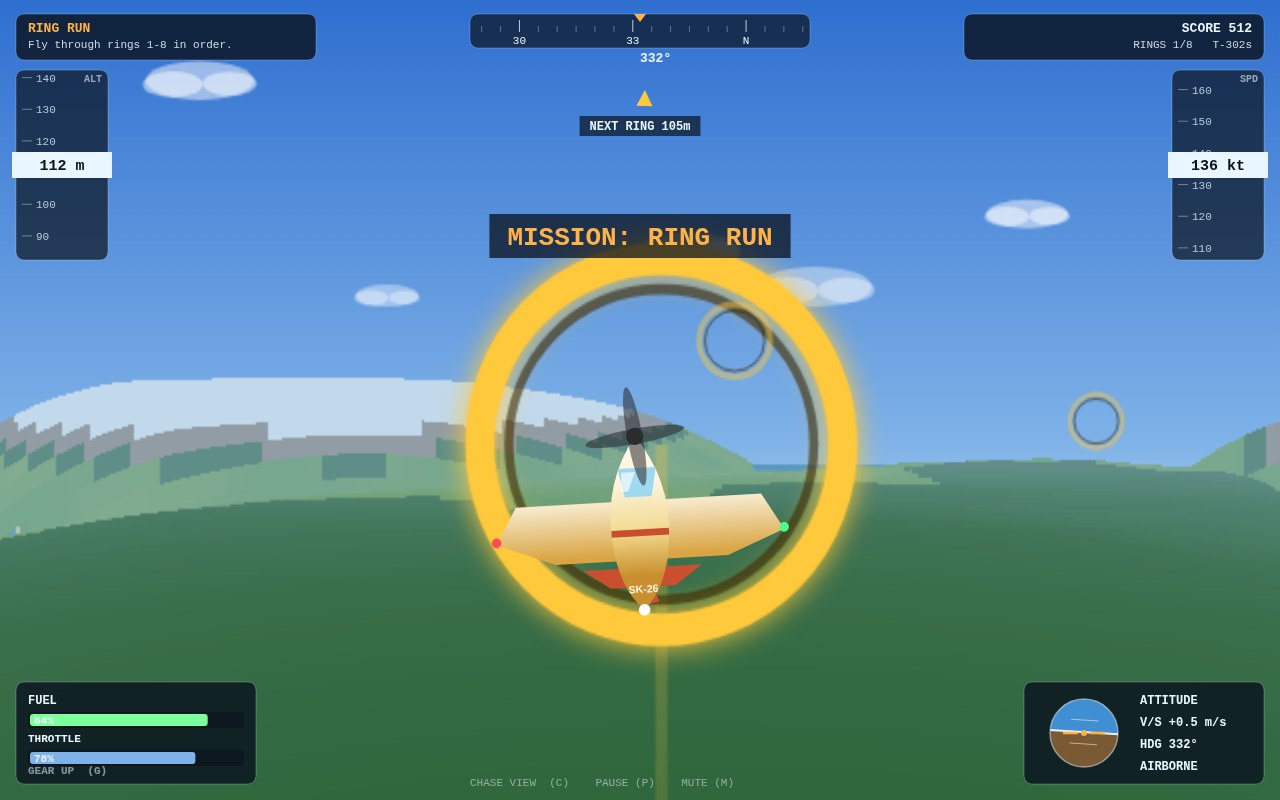 RING RUN
Fly through rings 1-8 in order.
30 33 N
332°
SCORE 512
RINGS 1/8 T-302s
ALT
140
130
120
112 m
100
90
SPD
160
150
136 kt
130
120
110
NEXT RING 105m
MISSION: RING RUN
SK-26
FUEL
84%
THROTTLE
78%
GEAR UP (G)
CHASE VIEW (C) PAUSE (P) MUTE (M)
ATTITUDE
V/S +0.5 m/s
HDG 332°
AIRBORNE